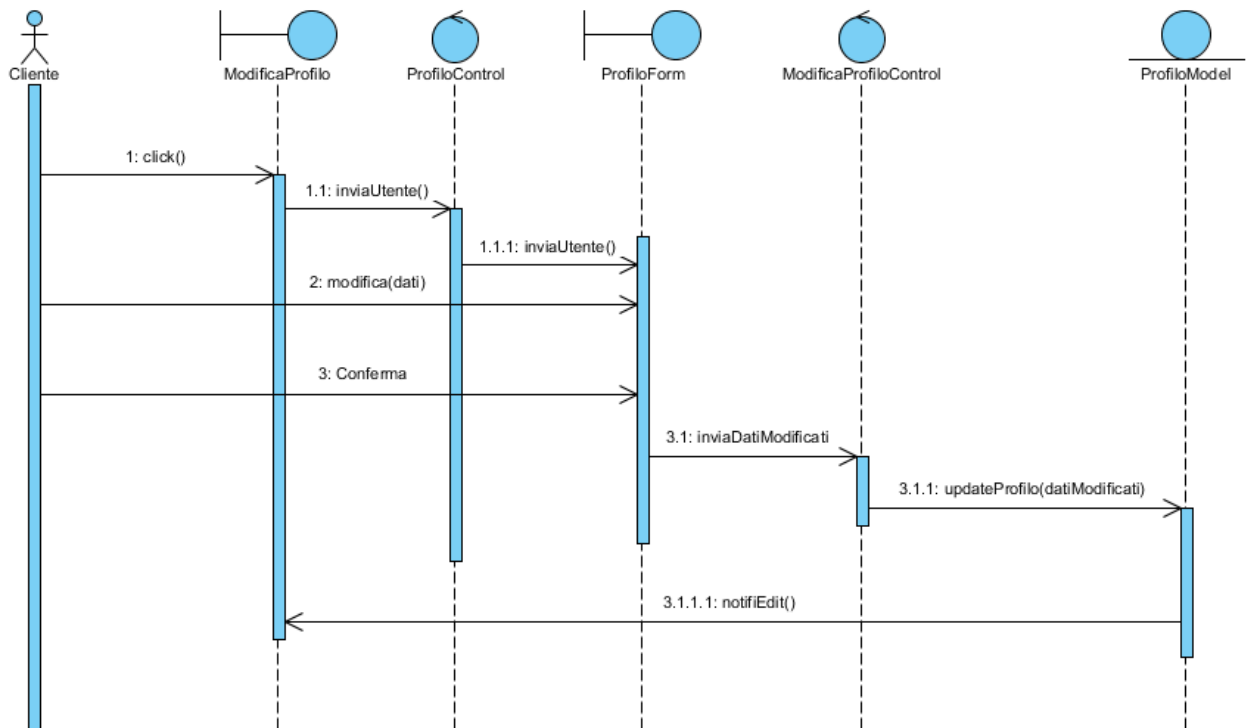 Cliente
ModificaProfilo
ProfiloControl
ProfiloForm
ModificaProfiloControl
ProfiloModel
1: click()
1.1: inviaUtente()
1.1.1: inviaUtente()
2: modifica(dati)
3: Conferma
3.1: inviaDatiModificati
3.1.1: updateProfilo(datiModificati)
3.1.1.1: notifiEdit()